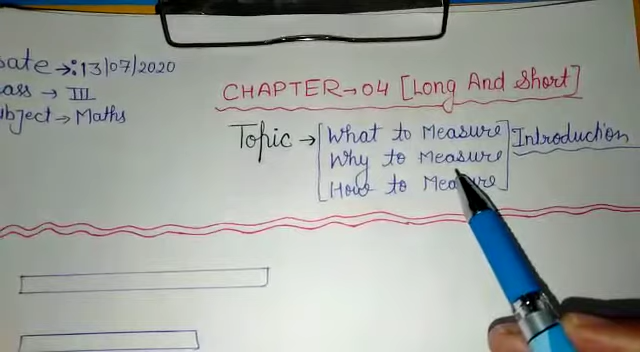 ate →: 13/07/2020
ass → III
ubject → Maths
CHAPTER → 04 [Long And Short]
Topic → [What to Measure] Introduction
Why to Measure
How to Measure